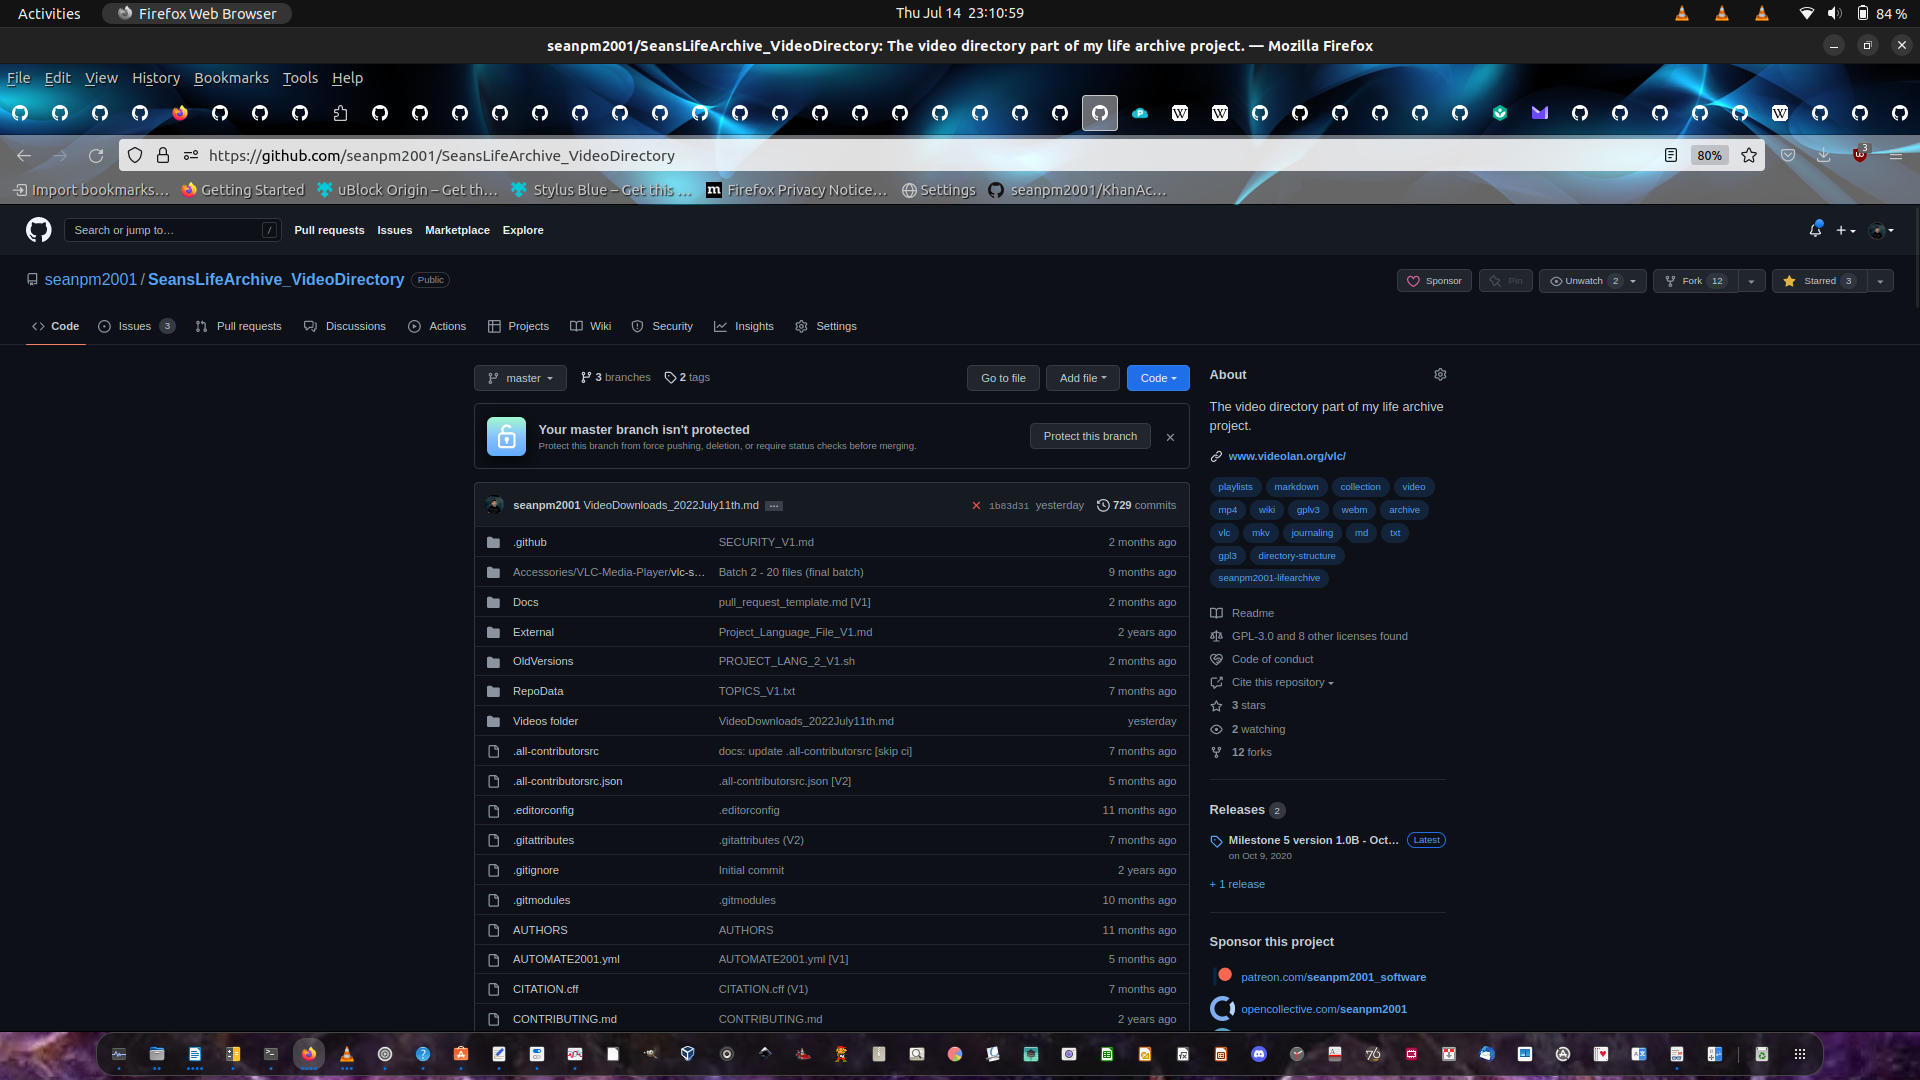 Activities
Firefox Web Browser
Thu Jul 14 23:10:59
84 %
seanpm2001/SeansLifeArchive_VideoDirectory: The video directory part of my life archive project. — Mozilla Firefox
File Edit View History Bookmarks Tools Help
https://github.com/seanpm2001/SeansLifeArchive_VideoDirectory
80%
3
Import bookmarks…
Getting Started
uBlock Origin – Get th…
Stylus Blue – Get this …
Firefox Privacy Notice…
Settings
seanpm2001/KhanAc…
Search or jump to…
/
Pull requests
Issues
Marketplace
Explore
seanpm2001 / SeansLifeArchive_VideoDirectory
Public
Sponsor
Pin
Unwatch 2
Fork 12
Starred 3
Code
Issues 3
Pull requests
Discussions
Actions
Projects
Wiki
Security
Insights
Settings
master
3 branches
2 tags
Go to file
Add file
Code
Your master branch isn't protected
Protect this branch from force pushing, deletion, or require status checks before merging.
Protect this branch
seanpm2001 VideoDownloads_2022July11th.md
1b83d31 yesterday
729 commits
.github SECURITY_V1.md 2 months ago
Accessories/VLC-Media-Player/vlc-s… Batch 2 - 20 files (final batch) 9 months ago
Docs pull_request_template.md [V1] 2 months ago
External Project_Language_File_V1.md 2 years ago
OldVersions PROJECT_LANG_2_V1.sh 2 months ago
RepoData TOPICS_V1.txt 7 months ago
Videos folder VideoDownloads_2022July11th.md yesterday
.all-contributorsrc docs: update .all-contributorsrc [skip ci] 7 months ago
.all-contributorsrc.json .all-contributorsrc.json [V2] 5 months ago
.editorconfig .editorconfig 11 months ago
.gitattributes .gitattributes (V2) 7 months ago
.gitignore Initial commit 2 years ago
.gitmodules .gitmodules 10 months ago
AUTHORS AUTHORS 11 months ago
AUTOMATE2001.yml AUTOMATE2001.yml [V1] 5 months ago
CITATION.cff CITATION.cff (V1) 7 months ago
CONTRIBUTING.md CONTRIBUTING.md 2 years ago
About
The video directory part of my life archive
project.
www.videolan.org/vlc/
playlists markdown collection video
mp4 wiki gplv3 webm archive
vlc mkv journaling md txt
gpl3 directory-structure
seanpm2001-lifearchive
Readme
GPL-3.0 and 8 other licenses found
Code of conduct
Cite this repository
3 stars
2 watching
12 forks
Releases 2
Milestone 5 version 1.0B - Oct…
Latest
on Oct 9, 2020
+ 1 release
Sponsor this project
patreon.com/seanpm2001_software
opencollective.com/seanpm2001